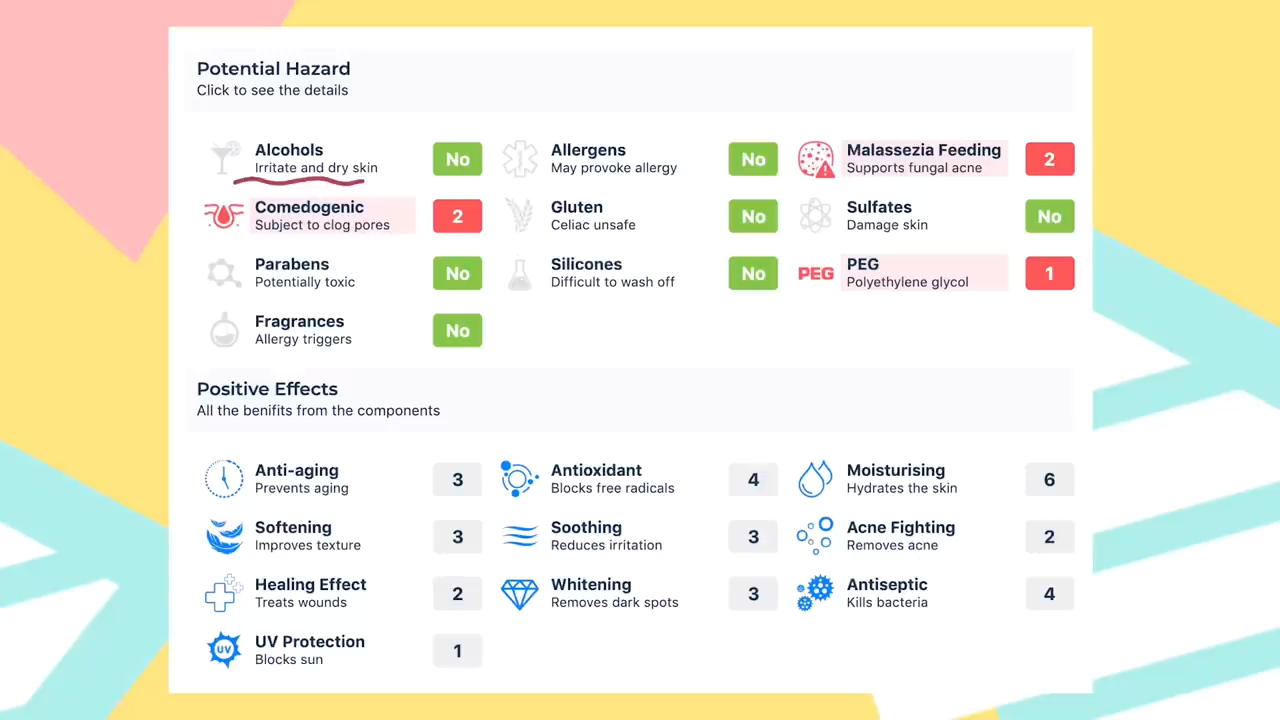 Potential Hazard
Click to see the details
Alcohols
Irritate and dry skin
No
Allergens
May provoke allergy
No
Malassezia Feeding
Supports fungal acne
2
Comedogenic
Subject to clog pores
2
Gluten
Celiac unsafe
No
Sulfates
Damage skin
No
Parabens
Potentially toxic
No
Silicones
Difficult to wash off
No
PEG
PEG
Polyethylene glycol
1
Fragrances
Allergy triggers
No
Positive Effects
All the benifits from the components
Anti-aging
Prevents aging
3
Antioxidant
Blocks free radicals
4
Moisturising
Hydrates the skin
6
Softening
Improves texture
3
Soothing
Reduces irritation
3
Acne Fighting
Removes acne
2
Healing Effect
Treats wounds
2
Whitening
Removes dark spots
3
Antiseptic
Kills bacteria
4
UV
UV Protection
Blocks sun
1